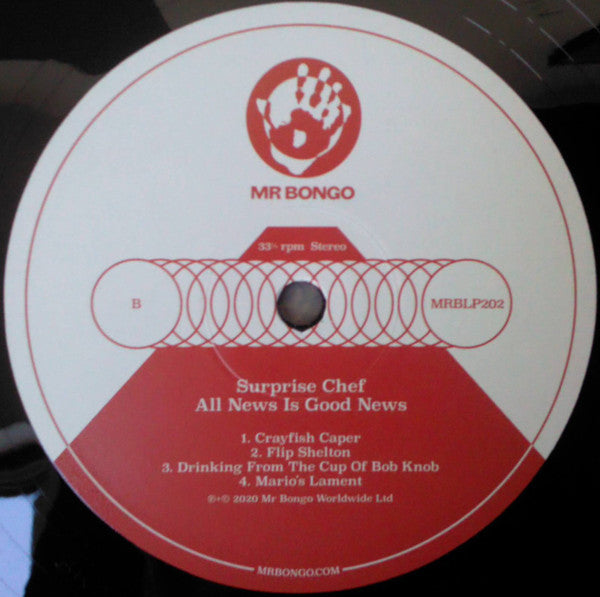 MR BONGO
33⅓ rpm Stereo
B
MRBLP202
Surprise Chef
All News Is Good News
1. Crayfish Caper
2. Flip Shelton
3. Drinking From The Cup Of Bob Knob
4. Mario's Lament
℗+© 2020 Mr Bongo Worldwide Ltd
MRBONGO.COM